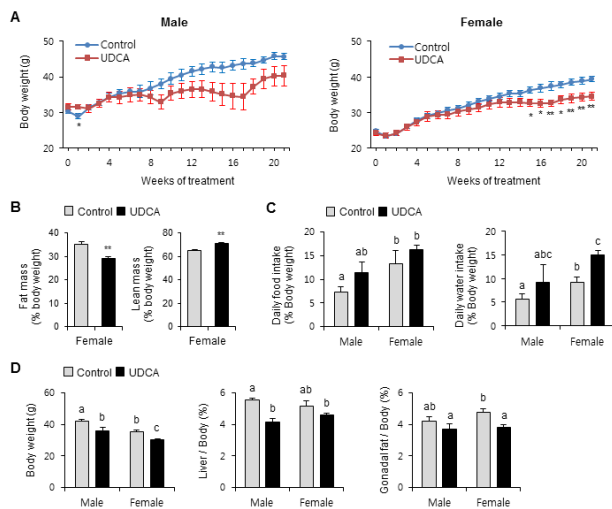 A
Male
Female
Control
UDCA
Body weight (g)
50
40
30
20
*
0 4 8 12 16 20
Weeks of treatment
Control
UDCA
Body weight (g)
50
40
30
20
* * ** * ** ** **
0 4 8 12 16 20
Weeks of treatment
B
Control UDCA
Fat mass
(% body weight)
40
30
20
10
0
**
Female
Lean mass
(% body weight)
80
60
40
20
0
**
Female
C
Control UDCA
Daily food intake
(% Body weight)
20
15
10
5
0
a ab b b
Male Female
Daily water intake
(% Body weight)
20
15
10
5
0
a abc b c
Male Female
D
Control UDCA
Body weight (g)
60
40
20
0
a b b c
Male Female
Liver / Body (%)
6
4
2
0
a b ab b
Male Female
Gonadal fat / Body (%)
6
4
2
0
ab a b a
Male Female